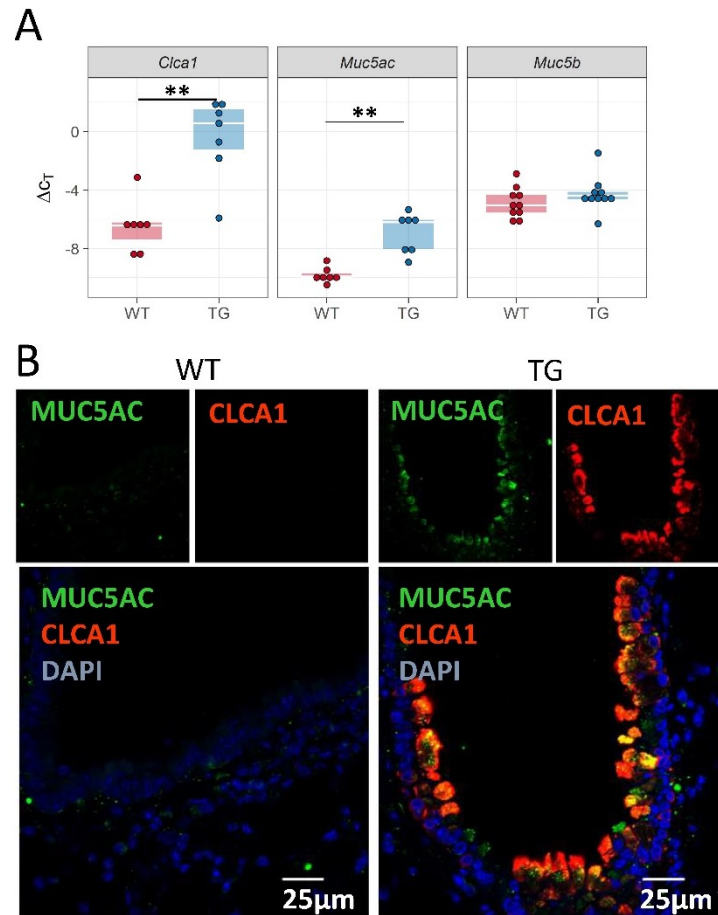 A
Clca1 Muc5ac Muc5b
** **
ΔcT
0
-4
-8
WT TG WT TG WT TG
B
WT TG
MUC5AC CLCA1 MUC5AC CLCA1
MUC5AC MUC5AC
CLCA1 CLCA1
DAPI DAPI
25μm 25μm